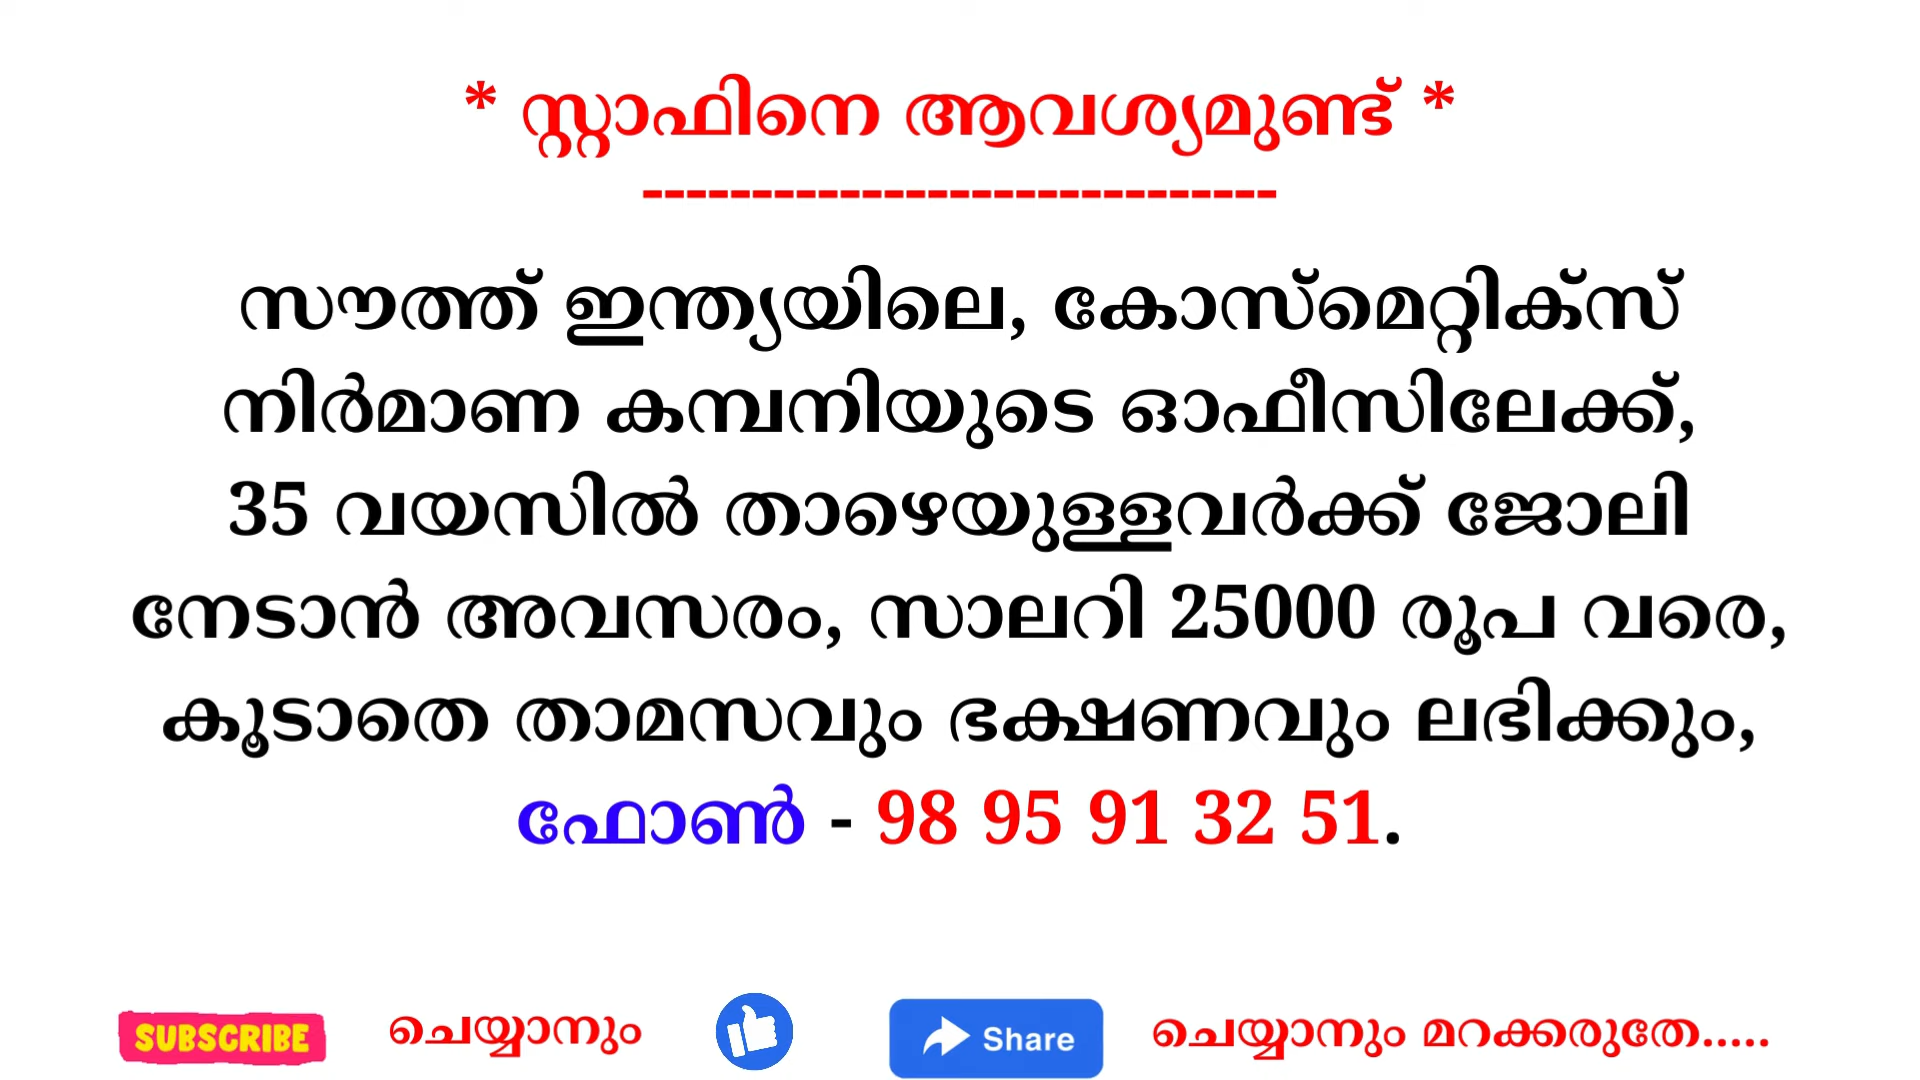 * സ്റ്റാഫിനെ ആവശ്യമുണ്ട് *
-----------------------------
സൗത്ത് ഇന്ത്യയിലെ, കോസ്മെറ്റിക്സ്
നിർമാണ കമ്പനിയുടെ ഓഫീസിലേക്ക്,
35 വയസിൽ താഴെയുള്ളവർക്ക് ജോലി
നേടാൻ അവസരം, സാലറി 25000 രൂപ വരെ,
കൂടാതെ താമസവും ഭക്ഷണവും ലഭിക്കും,
ഫോൺ - 98 95 91 32 51.
SUBSCRIBE ചെയ്യാനും Share ചെയ്യാനും മറക്കരുതേ.....